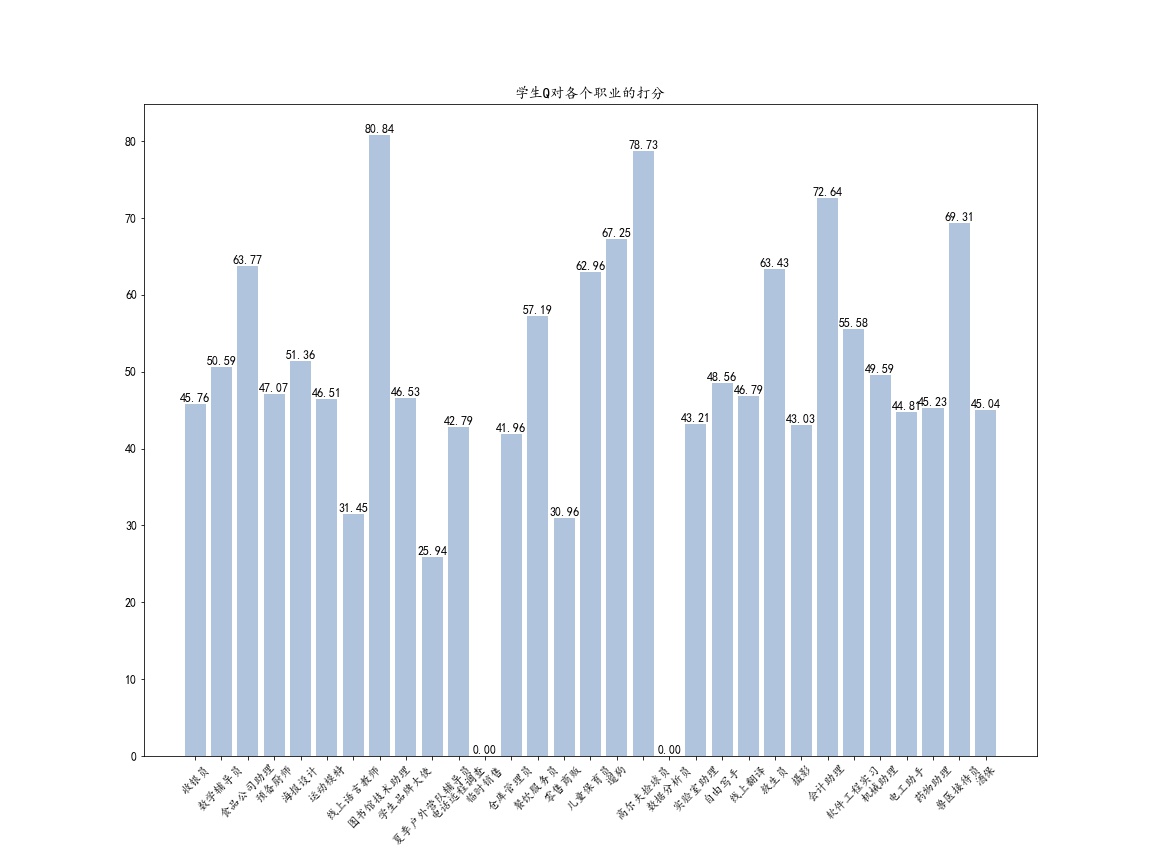 学生Q对各个职业的打分
80
70
60
50
40
30
20
10
0
45.76
50.59
63.77
47.07
51.36
46.51
31.45
80.84
46.53
25.94
42.79
0.00
41.96
57.19
30.96
62.96
67.25
78.73
0.00
43.21
48.56
46.79
63.43
43.03
72.64
55.58
49.59
44.81
45.23
69.31
45.04
收银员
数学辅导员
食品公司助理
预备厨师
海报设计
运动模特
线上语言教师
图书馆技术助理
学生品牌大使
夏季户外营队辅导员
电话远程调查
临时销售
仓库管理员
餐饮服务员
零售商贩
儿童保育员
遛狗
高尔夫捡球员
数据分析员
实验室助理
自由写手
线上翻译
救生员
摄影
会计助理
软件工程实习
机械助理
电工助手
药物助理
兽医接待员